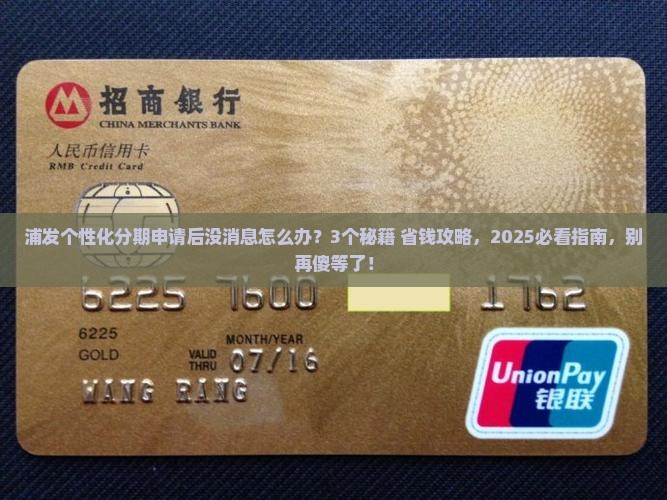 招商银行
CHINA MERCHANTS BANK
人民币信用卡
RMB Credit Card
浦发个性化分期申请后没消息怎么办？3个秘籍 省钱攻略，2025必看指南，别
再傻等了！
6225 7600 1762
6225
MONTH/YEAR
GOLD VALID THRU 07/16
WANG RANG
UnionPay
银联